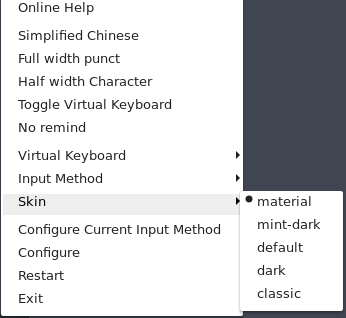 Online Help
Simplified Chinese
Full width punct
Half width Character
Toggle Virtual Keyboard
No remind
Virtual Keyboard
Input Method
Skin
Configure Current Input Method
Configure
Restart
Exit
material
mint-dark
default
dark
classic